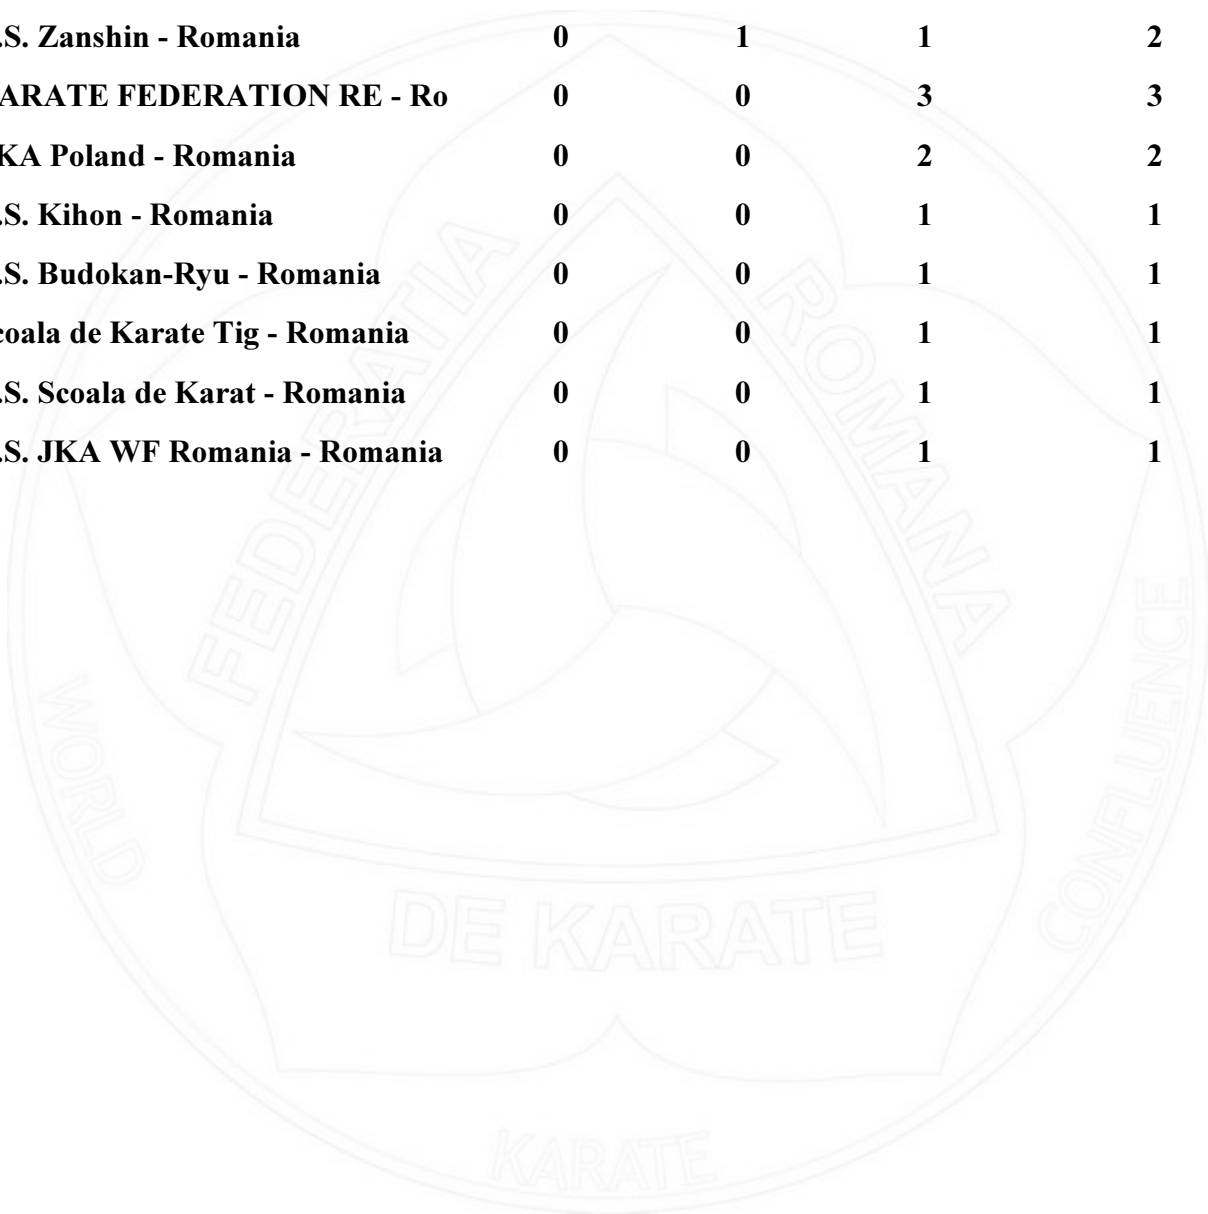 .S. Zanshin - Romania 0 1 1 2
ARATE FEDERATION RE - Ro 0 0 3 3
KA Poland - Romania 0 0 2 2
.S. Kihon - Romania 0 0 1 1
.S. Budokan-Ryu - Romania 0 0 1 1
coala de Karate Tig - Romania 0 0 1 1
.S. Scoala de Karat - Romania 0 0 1 1
.S. JKA WF Romania - Romania 0 0 1 1
FEDERATIA ROMANA
WORLD CONFLUENCE
DE KARATE
KARATE